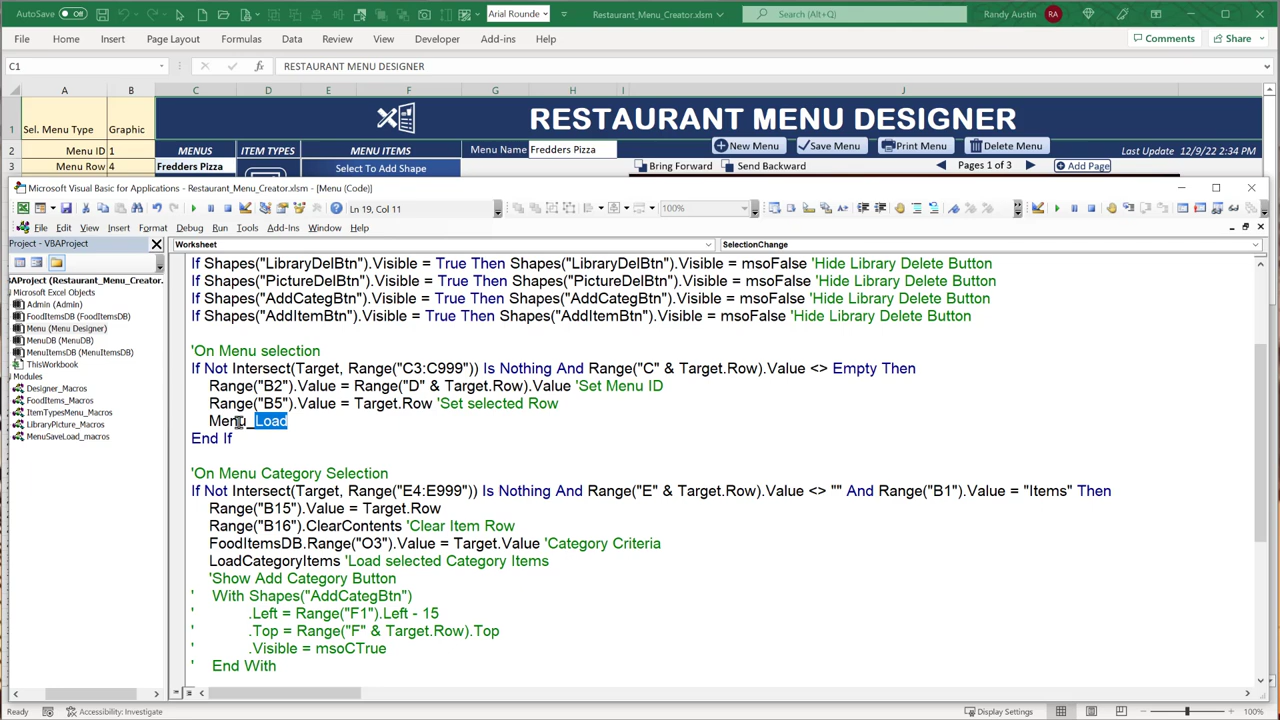 AutoSave Off Arial Rounde Restaurant_Menu_Creator.xlsm Search (Alt+Q) Randy Austin RA
File Home Insert Page Layout Formulas Data Review View Developer Add-ins Help Comments Share
C1 fx RESTAURANT MENU DESIGNER
A B C D E F G H I J
1 Sel. Menu Type Graphic RESTAURANT MENU DESIGNER
2 Menu ID 1 MENUS ITEM TYPES MENU ITEMS Menu Name Fredders Pizza New Menu Save Menu Print Menu Delete Menu Last Update 12/9/22 2:34 PM
3 Menu Row 4 Fredders Pizza Select To Add Shape Bring Forward Send Backward Pages 1 of 3 Add Page
Microsoft Visual Basic for Applications - Restaurant_Menu_Creator.xlsm - [Menu (Code)]
Ln 19, Col 11 100%
File Edit View Insert Format Debug Run Tools Add-Ins Window Help
Project - VBAProject
Worksheet SelectionChange
BAProject (Restaurant_Menu_Creator.
Microsoft Excel Objects
Admin (Admin)
FoodItemsDB (FoodItemsDB)
Menu (Menu Designer)
MenuDB (MenuDB)
MenuItemsDB (MenuItemsDB)
ThisWorkbook
Modules
Designer_Macros
FoodItems_Macros
ItemTypesMenu_Macros
LibraryPicture_Macros
MenuSaveLoad_macros
If Shapes("LibraryDelBtn").Visible = True Then Shapes("LibraryDelBtn").Visible = msoFalse 'Hide Library Delete Button
If Shapes("PictureDelBtn").Visible = True Then Shapes("PictureDelBtn").Visible = msoFalse 'Hide Library Delete Button
If Shapes("AddCategBtn").Visible = True Then Shapes("AddCategBtn").Visible = msoFalse 'Hide Library Delete Button
If Shapes("AddItemBtn").Visible = True Then Shapes("AddItemBtn").Visible = msoFalse 'Hide Library Delete Button
'On Menu selection
If Not Intersect(Target, Range("C3:C999")) Is Nothing And Range("C" & Target.Row).Value <> Empty Then
Range("B2").Value = Range("D" & Target.Row).Value 'Set Menu ID
Range("B5").Value = Target.Row 'Set selected Row
Menu_Load
End If
'On Menu Category Selection
If Not Intersect(Target, Range("E4:E999")) Is Nothing And Range("E" & Target.Row).Value <> "" And Range("B1").Value = "Items" Then
Range("B15").Value = Target.Row
Range("B16").ClearContents 'Clear Item Row
FoodItemsDB.Range("O3").Value = Target.Value 'Category Criteria
LoadCategoryItems 'Load selected Category Items
'Show Add Category Button
' With Shapes("AddCategBtn")
' .Left = Range("F1").Left - 15
' .Top = Range("F" & Target.Row).Top
' .Visible = msoCTrue
' End With
Ready Accessibility: Investigate Display Settings 100%